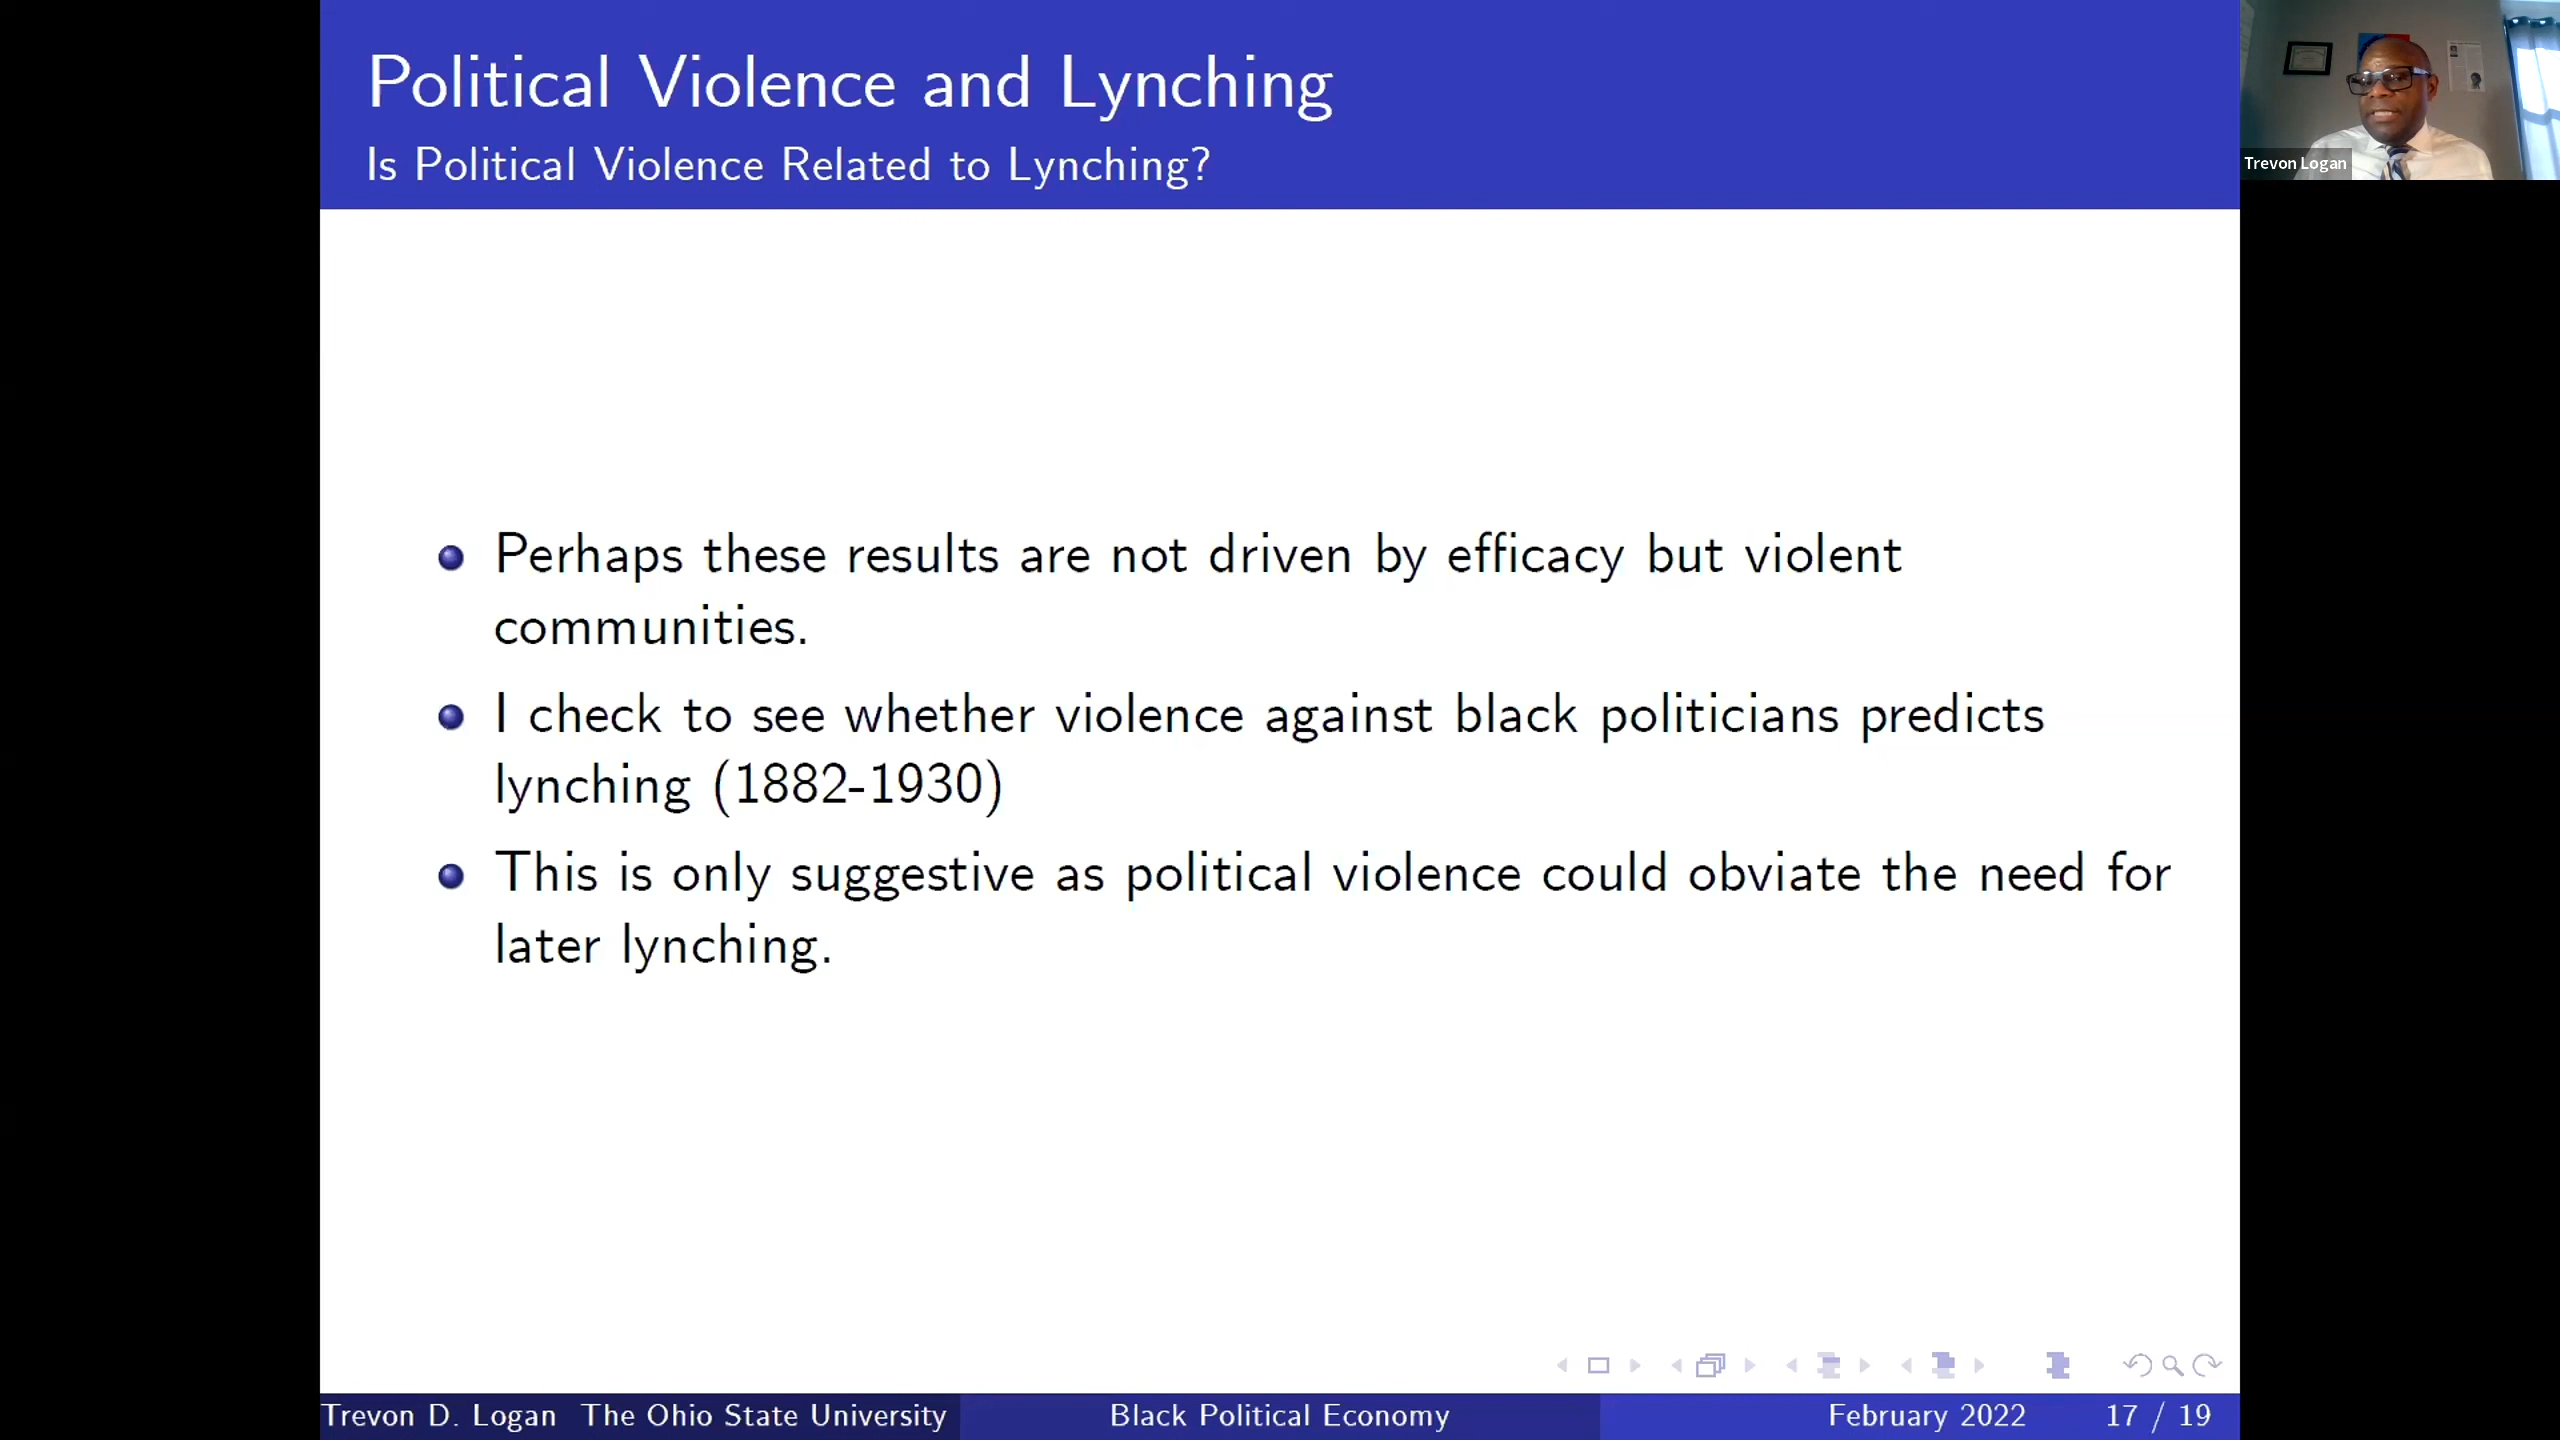 Political Violence and Lynching
Is Political Violence Related to Lynching?
Trevon Logan
Perhaps these results are not driven by efficacy but violent
communities.
I check to see whether violence against black politicians predicts
lynching (1882-1930)
This is only suggestive as political violence could obviate the need for
later lynching.
Trevon D. Logan The Ohio State University
Black Political Economy
February 2022
17 / 19